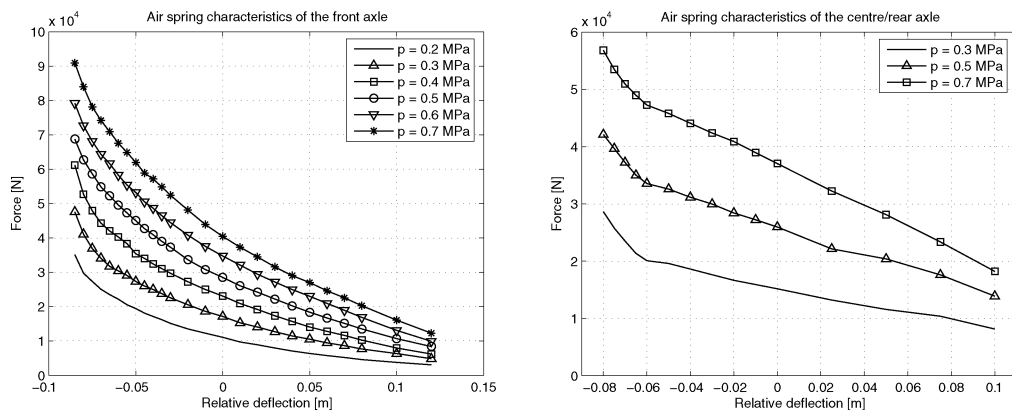 Air spring characteristics of the front axle
x 10⁴
10
9
8
7
6
5
4
3
2
1
0
Force [N]
p = 0.2 MPa
p = 0.3 MPa
p = 0.4 MPa
p = 0.5 MPa
p = 0.6 MPa
p = 0.7 MPa
−0.1 −0.05 0 0.05 0.1 0.15
Relative deflection [m]
Air spring characteristics of the centre/rear axle
x 10⁴
6
5
4
3
2
1
0
Force [N]
p = 0.3 MPa
p = 0.5 MPa
p = 0.7 MPa
−0.08 −0.06 −0.04 −0.02 0 0.02 0.04 0.06 0.08 0.1
Relative deflection [m]